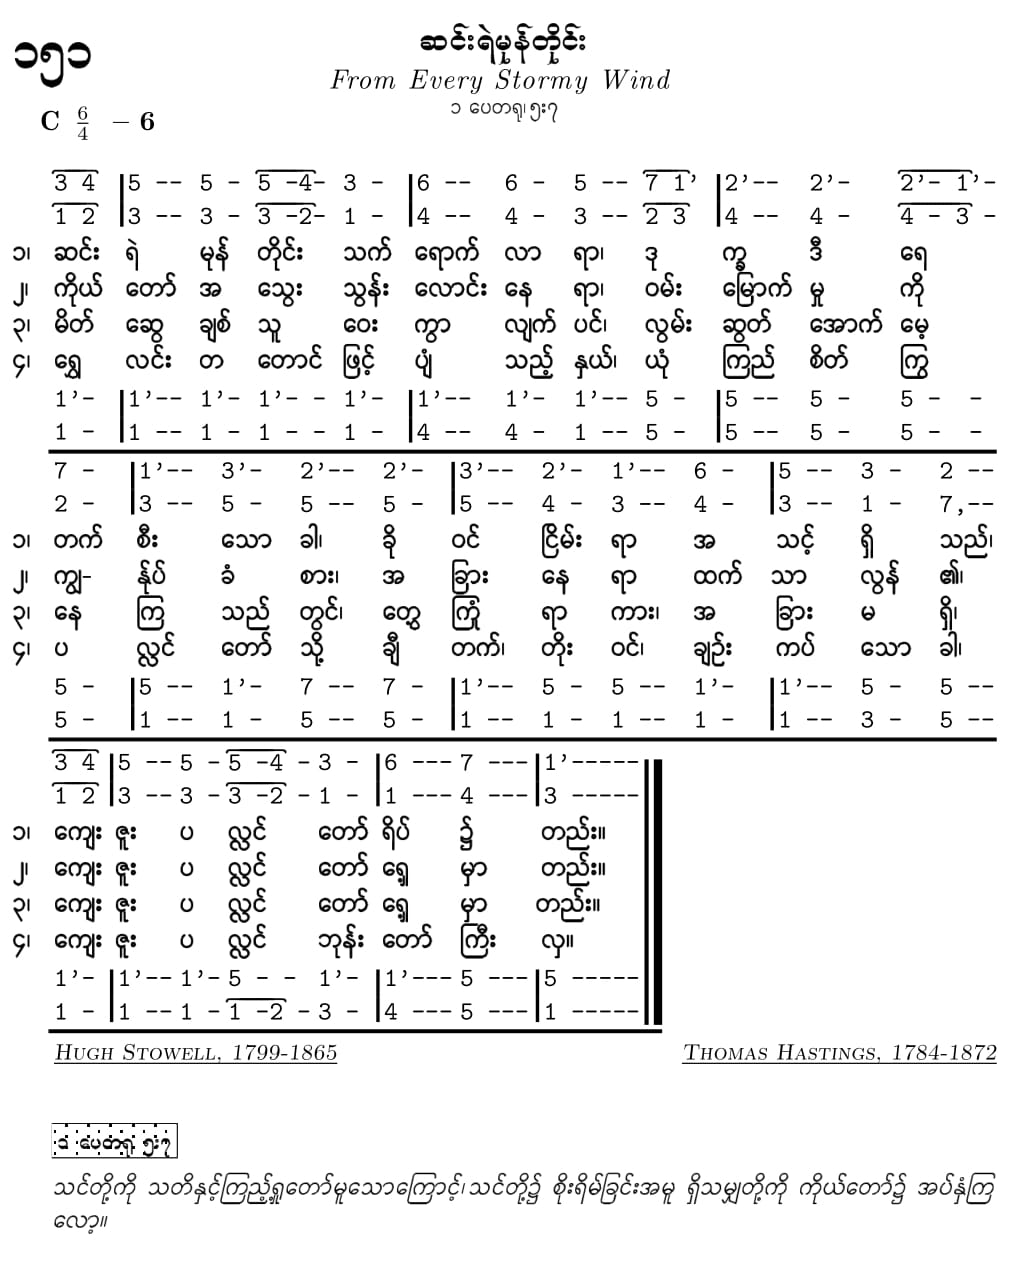 ၁၅၁
ဆင်းရဲမုန်တိုင်း
From Every Stormy Wind
၁ ပေတရု၊ ၅း၇
C 6/4 – 6
3 4 |5 -- 5 - 5 -4- 3 - |6 -- 6 - 5 -- 7 1’ |2’-- 2’- 2’- 1’-
1 2 |3 -- 3 - 3 -2- 1 - |4 -- 4 - 3 -- 2 3 |4 -- 4 - 4 - 3 -
၁၊ ဆင်း ရဲ မုန် တိုင်း သက် ရောက် လာ ရာ၊ ဒု က္ခ ဒီ ရေ
၂၊ ကိုယ် တော် အ သွေး သွန်း လောင်း နေ ရာ၊ ဝမ်း မြောက် မှု ကို
၃၊ မိတ် ဆွေ ချစ် သူ ဝေး ကွာ လျက် ပင်၊ လွမ်း ဆွတ် အောက် မေ့
၄၊ ရွှေ လင်း တ တောင် ဖြင့် ပျံ သည့် နှယ်၊ ယုံ ကြည် စိတ် ကြွ
1’- |1’-- 1’- 1’- - 1’- |1’-- 1’- 1’-- 5 - |5 -- 5 - 5 - -
1 - |1 -- 1 - 1 - - 1 - |4 -- 4 - 1 -- 5 - |5 -- 5 - 5 - -
7 - |1’-- 3’- 2’-- 2’- |3’-- 2’- 1’-- 6 - |5 -- 3 - 2 --
2 - |3 -- 5 - 5 -- 5 - |5 -- 4 - 3 -- 4 - |3 -- 1 - 7,--
၁၊ တက် စီး သော ခါ၊ ခို ဝင် ငြိမ်း ရာ အ သင့် ရှိ သည်၊
၂၊ ကျွ- န်ုပ် ခံ စား၊ အ ခြား နေ ရာ ထက် သာ လွန် ၏၊
၃၊ နေ ကြ သည် တွင်၊ တွေ့ ကြုံ ရာ ကား၊ အ ခြား မ ရှိ၊
၄၊ ပ လ္လင် တော် သို့ ချီ တက်၊ တိုး ဝင်၊ ချဉ်း ကပ် သော ခါ၊
5 - |5 -- 1’- 7 -- 7 - |1’-- 5 - 5 -- 1’- |1’-- 5 - 5 --
5 - |1 -- 1 - 5 -- 5 - |1 -- 1 - 1 -- 1 - |1 -- 3 - 5 --
3 4 |5 -- 5 - 5 -4 - 3 - |6 --- 7 --- |1’-----
1 2 |3 -- 3 - 3 -2 - 1 - |1 --- 4 --- |3 -----
၁၊ ကျေး ဇူး ပ လ္လင် တော် ရိပ် ၌ တည်း။
၂၊ ကျေး ဇူး ပ လ္လင် တော် ရှေ့ မှာ တည်း။
၃၊ ကျေး ဇူး ပ လ္လင် တော် ရှေ့ မှာ တည်း။
၄၊ ကျေး ဇူး ပ လ္လင် ဘုန်း တော် ကြီး လှ။
1’- |1’-- 1’- 5 - - 1’- |1’--- 5 --- |5 -----
1 - |1 -- 1 - 1 -2 - 3 - |4 --- 5 --- |1 -----
HUGH STOWELL, 1799-1865 THOMAS HASTINGS, 1784-1872
၁ ပေတရု ၅း၇
သင်တို့ကို သတိနှင့်ကြည့်ရှုတော်မူသောကြောင့်၊ သင်တို့၌ စိုးရိမ်ခြင်းအမူ ရှိသမျှတို့ကို ကိုယ်တော်၌ အပ်နှံကြ
လော့။